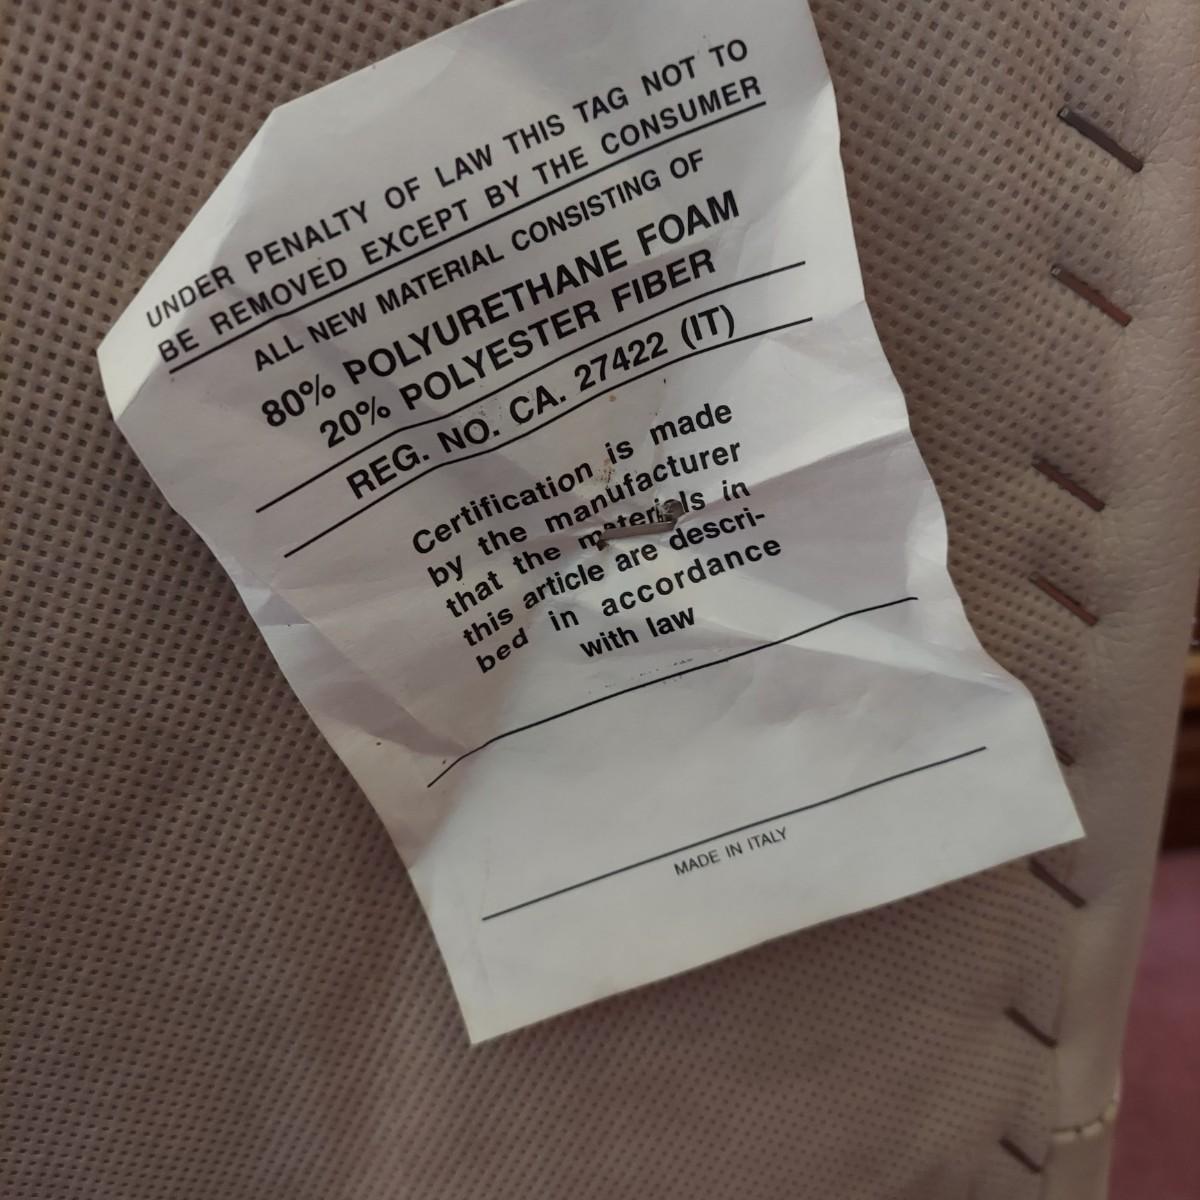 UNDER PENALTY OF LAW THIS TAG NOT TO
BE REMOVED EXCEPT BY THE CONSUMER
ALL NEW MATERIAL CONSISTING OF
80% POLYURETHANE FOAM
20% POLYESTER FIBER
REG. NO. CA. 27422 (IT)
Certification is made
by the manufacturer
that the materials in
this article are descri-
bed in accordance
with law
MADE IN ITALY